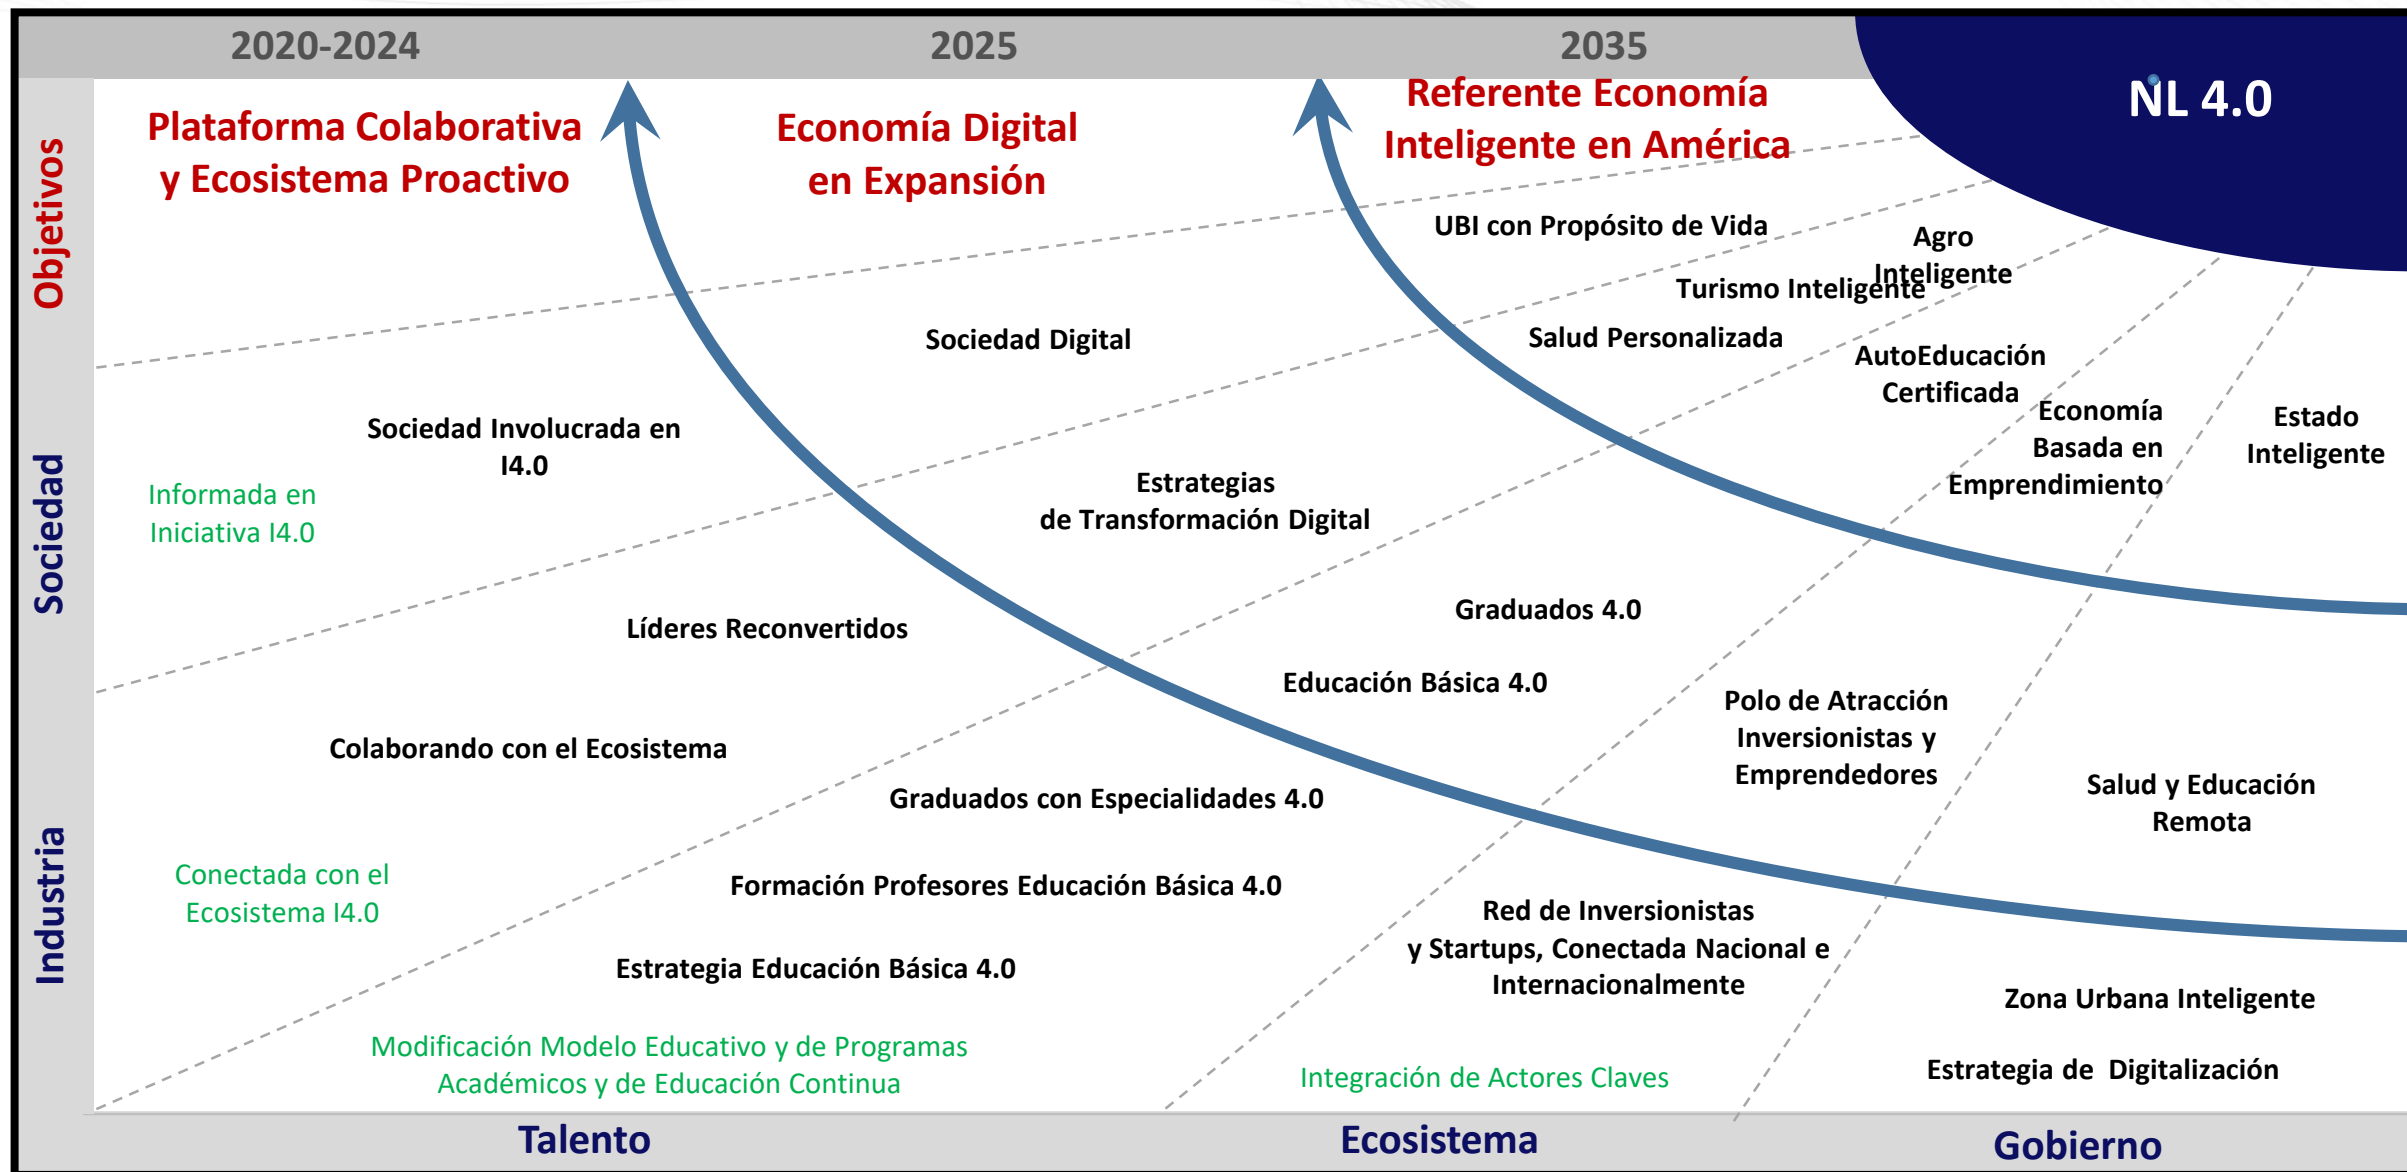 2020-2024
2025
2035
NL 4.0
Objetivos
Plataforma Colaborativa
y Ecosistema Proactivo
Economía Digital
en Expansión
Referente Economía
Inteligente en América
UBI con Propósito de Vida
Agro
Inteligente
Turismo Inteligente
Salud Personalizada
AutoEducación
Certificada
Economía
Basada en
Emprendimiento
Estado
Inteligente
Sociedad Digital
Sociedad
Sociedad Involucrada en
I4.0
Informada en
Iniciativa I4.0
Estrategias
de Transformación Digital
Líderes Reconvertidos
Graduados 4.0
Educación Básica 4.0
Polo de Atracción
Inversionistas y
Emprendedores
Salud y Educación
Remota
Industria
Colaborando con el Ecosistema
Conectada con el
Ecosistema I4.0
Graduados con Especialidades 4.0
Formación Profesores Educación Básica 4.0
Estrategia Educación Básica 4.0
Modificación Modelo Educativo y de Programas
Académicos y de Educación Continua
Red de Inversionistas
y Startups, Conectada Nacional e
Internacionalmente
Integración de Actores Claves
Zona Urbana Inteligente
Estrategia de Digitalización
Talento
Ecosistema
Gobierno